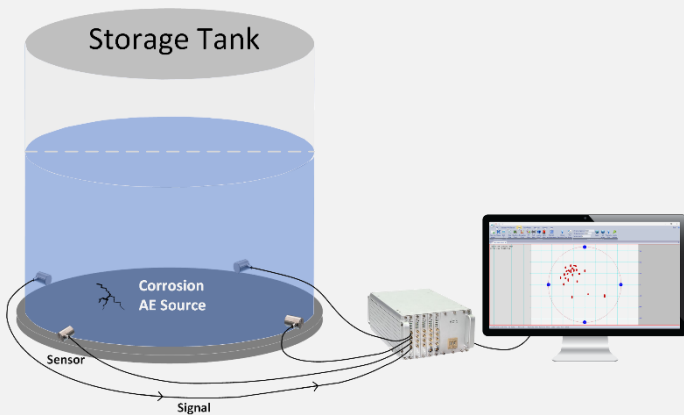 Storage Tank
Corrosion
AE Source
Sensor
Signal